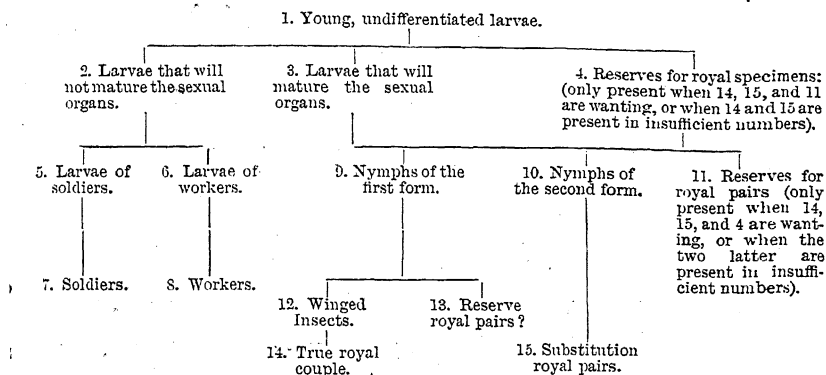 1. Young, undifferentiated larvae.
2. Larvae that will
not mature the sexual
organs.
3. Larvae that will
mature the sexual
organs.
4. Reserves for royal specimens:
(only present when 14, 15, and 11
are wanting, or when 14 and 15 are
present in insufficient numbers).
5. Larvae of
soldiers.
6. Larvae of
workers.
9. Nymphs of the
first form.
10. Nymphs of
the second form.
11. Reserves for
royal pairs (only
present when 14,
15, and 4 are want-
ing, or when the
two latter are
present in insuffi-
cient numbers).
7. Soldiers.
8. Workers.
12. Winged
Insects.
13. Reserve
royal pairs?
14. True royal
couple.
15. Substitution
royal pairs.